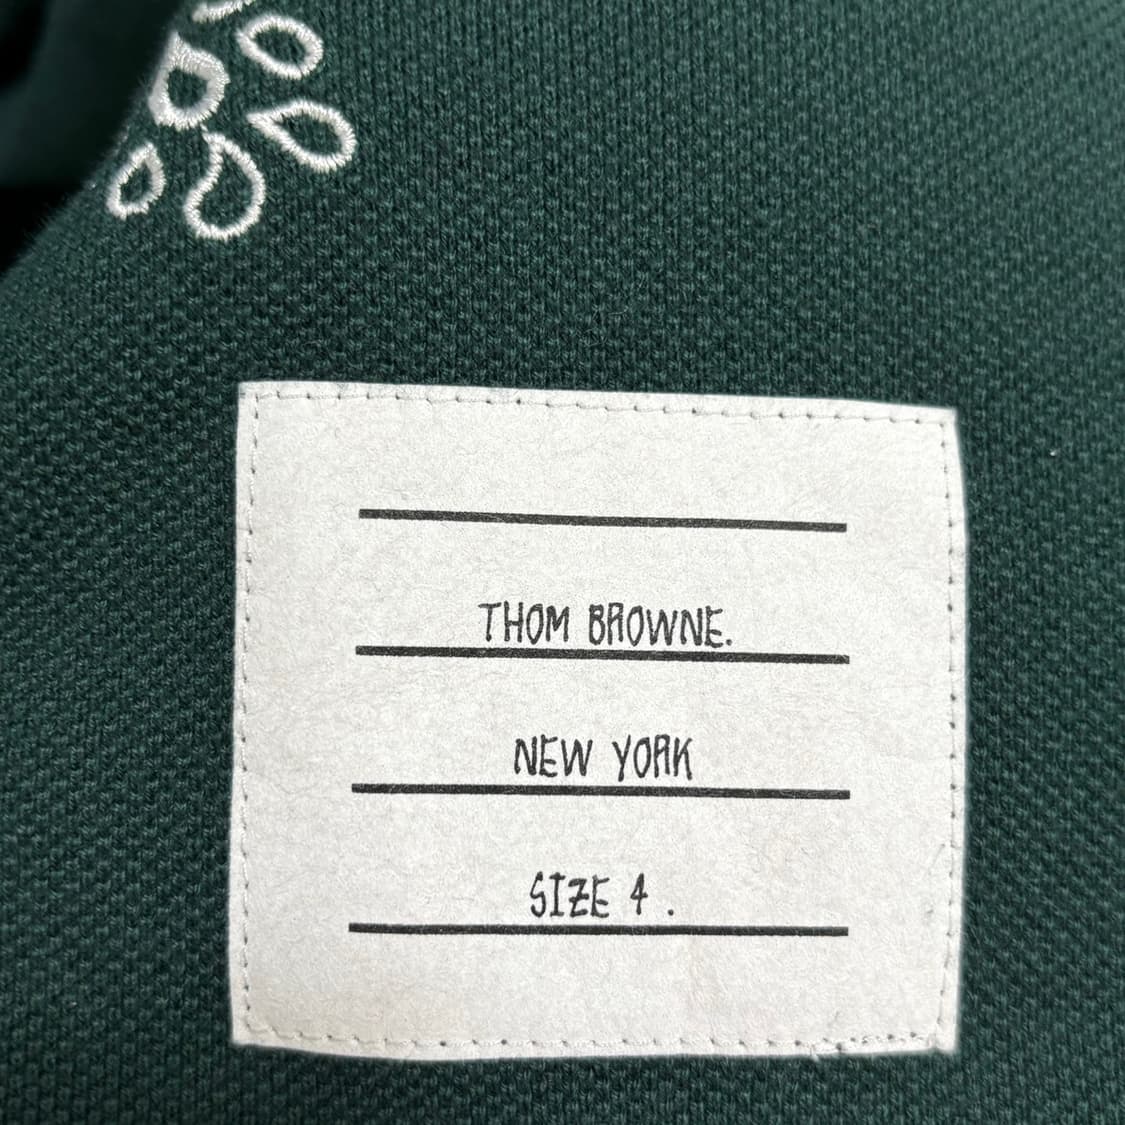 THOM BROWNE.
NEW YORK
SIZE 4 .